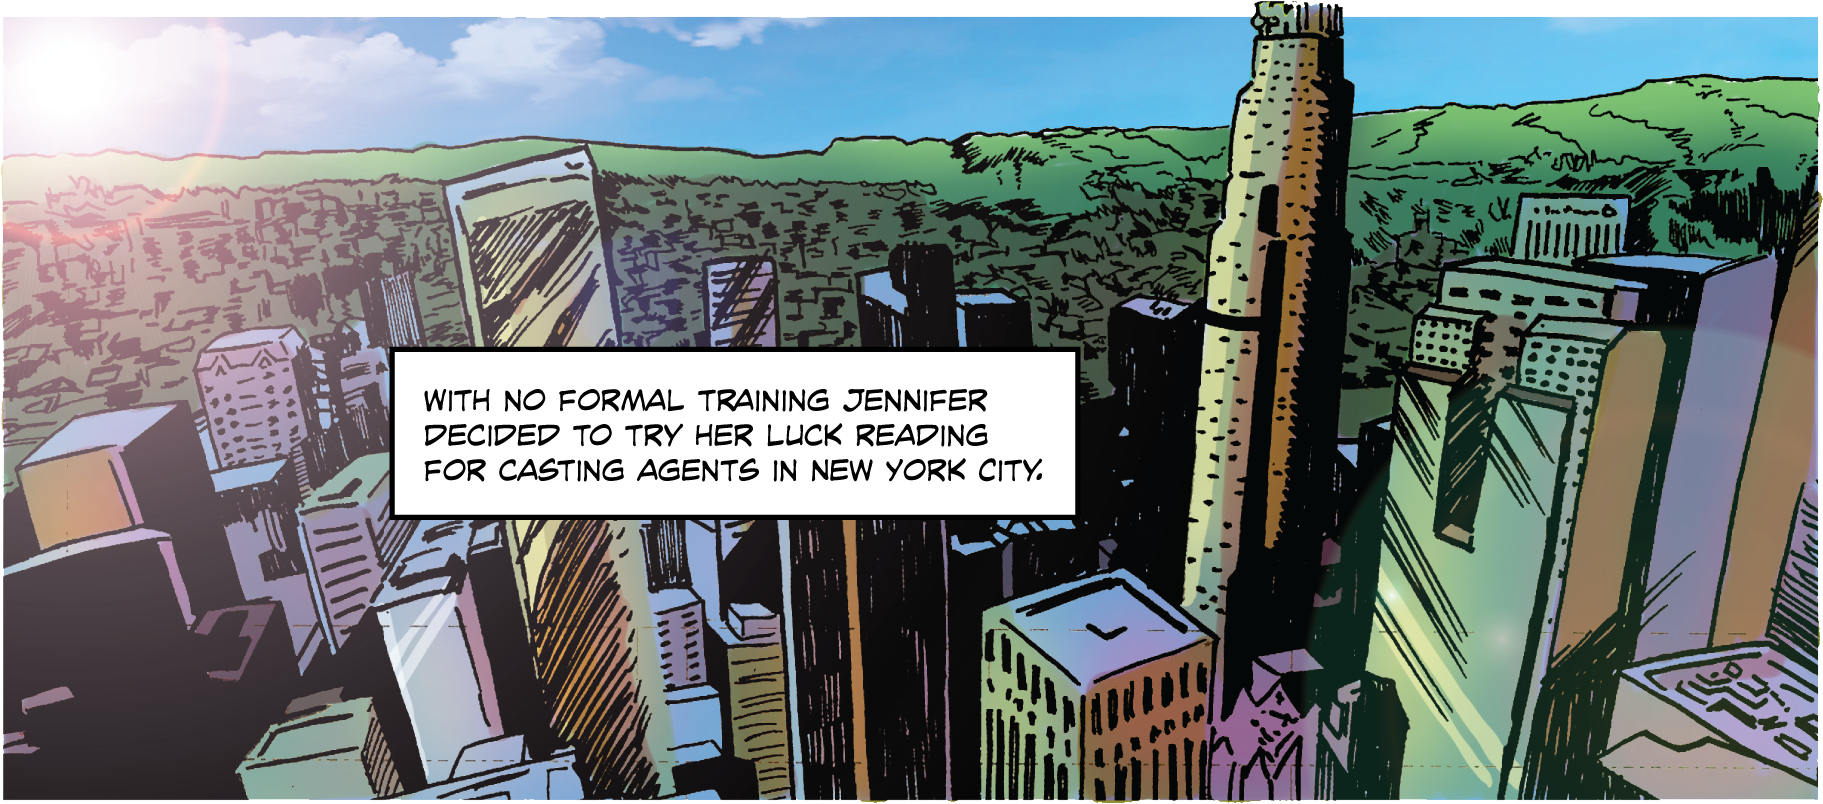 WITH NO FORMAL TRAINING JENNIFER
DECIDED TO TRY HER LUCK READING
FOR CASTING AGENTS IN NEW YORK CITY.